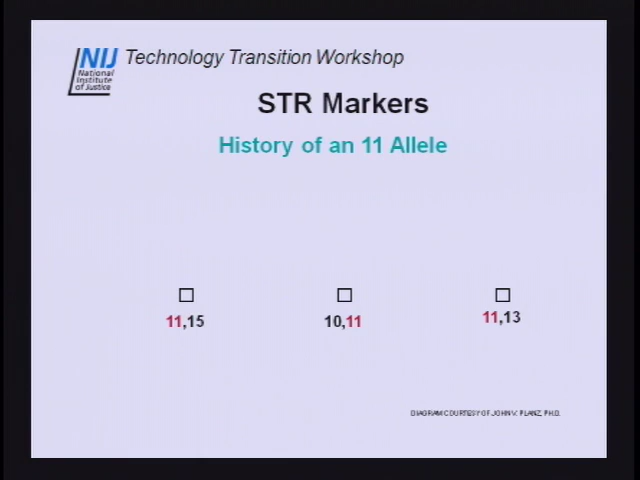 NIJ
National
Institute
of Justice
Technology Transition Workshop
STR Markers
History of an 11 Allele
11,15
10,11
11,13
DIAGRAM COURTESY OF JOHN V. PLANZ, PH.D.